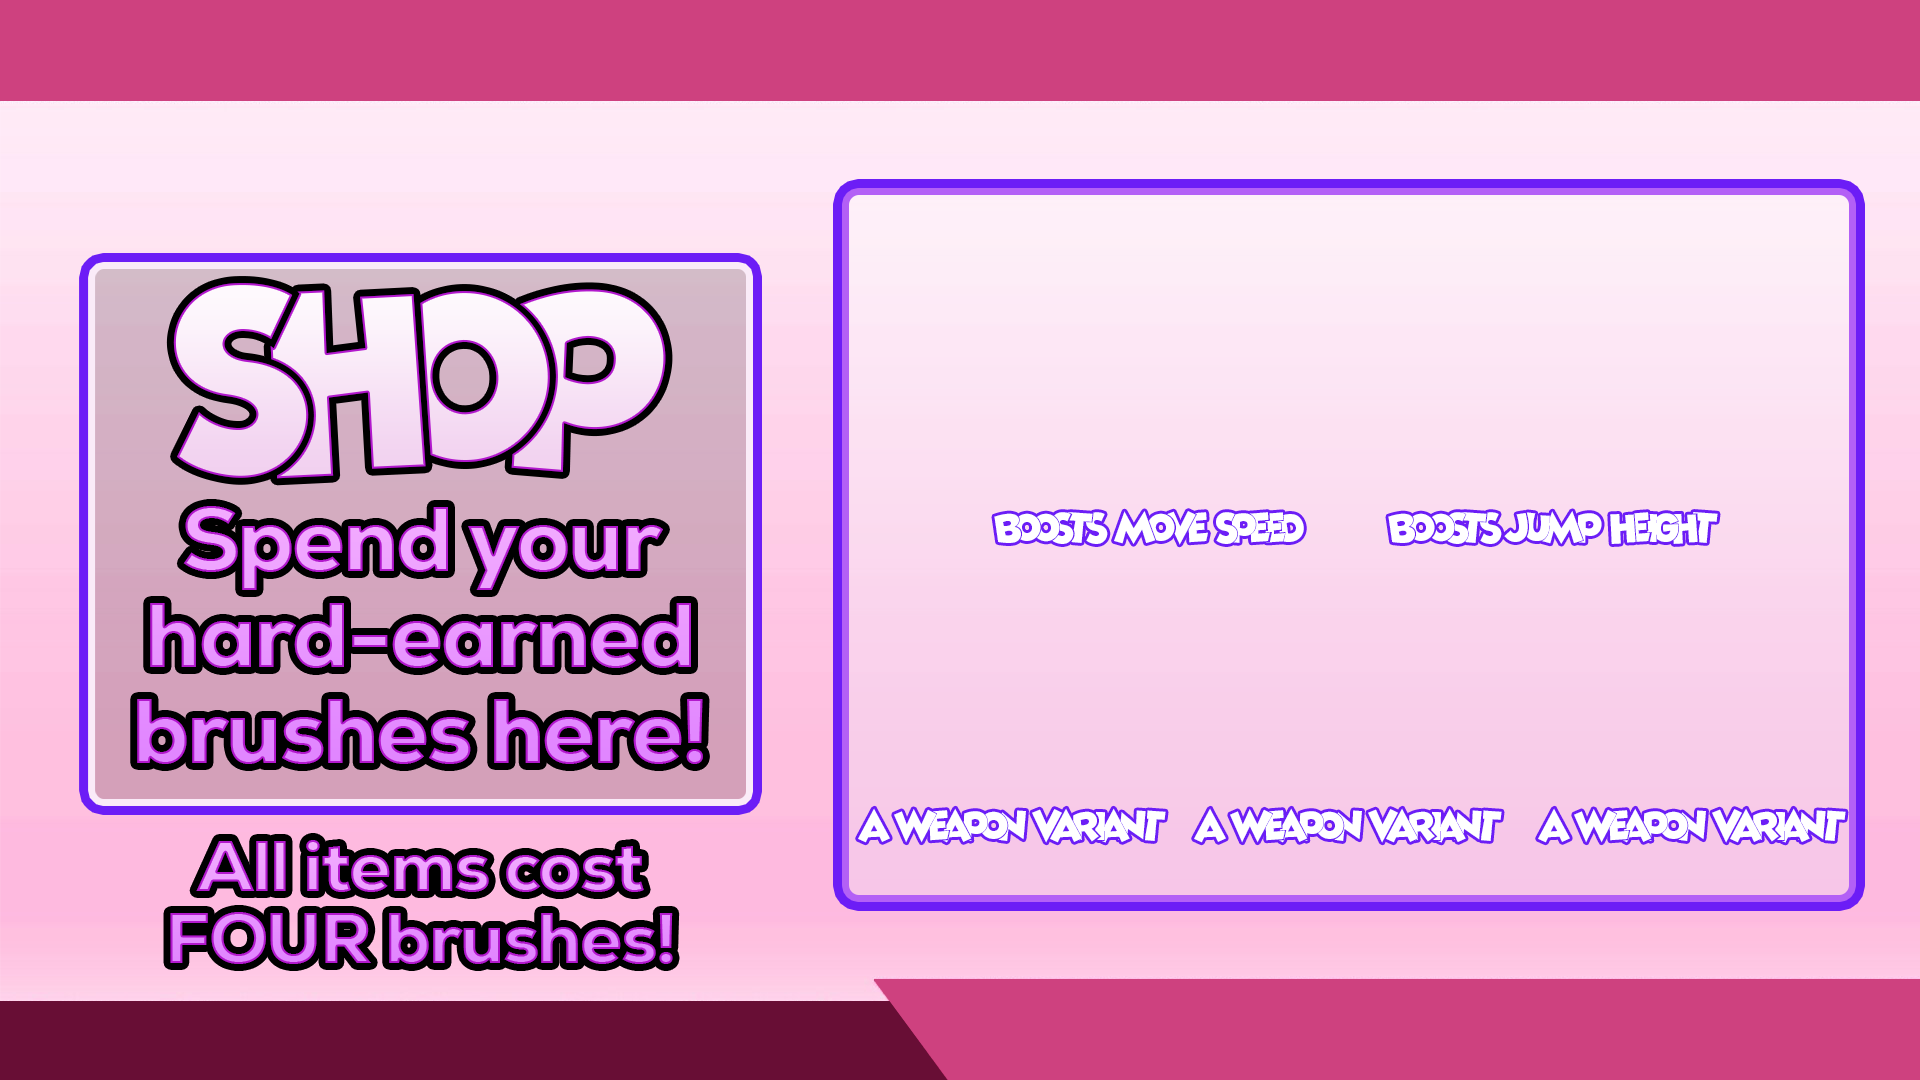 SHOP
Spend your
hard-earned
brushes here!
All items cost
FOUR brushes!
BOOSTS MOVE SPEED
BOOSTS JUMP HEIGHT
A WEAPON VARIANT
A WEAPON VARIANT
A WEAPON VARIANT